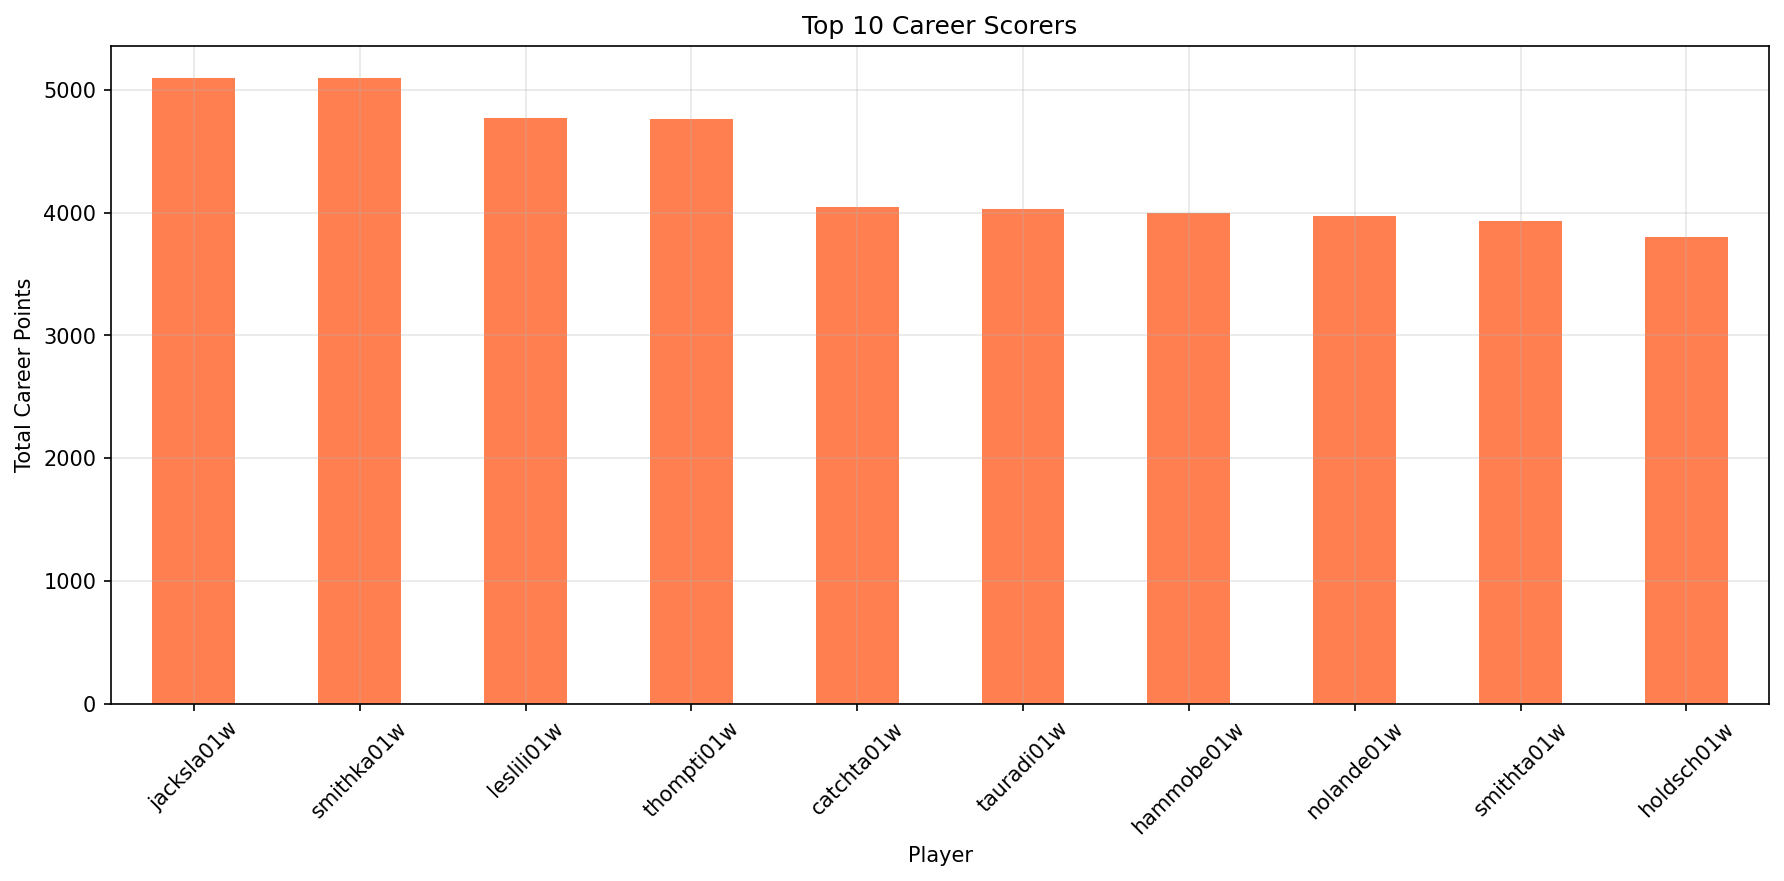 Top 10 Career Scorers
Total Career Points
5000
4000
3000
2000
1000
0
jacksla01w
smithka01w
leslili01w
thompti01w
catchta01w
tauradi01w
hammobe01w
nolande01w
smithta01w
holdsch01w
Player